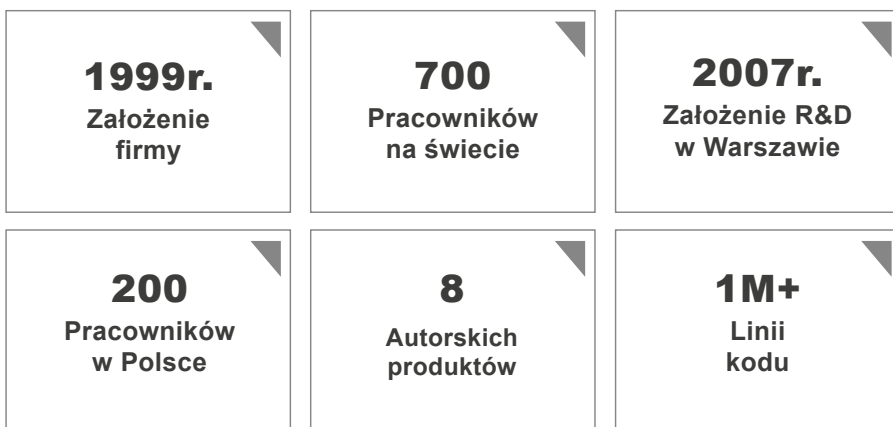 1999r.
Założenie
firmy
700
Pracowników
na świecie
2007r.
Założenie R&D
w Warszawie
200
Pracowników
w Polsce
8
Autorskich
produktów
1M+
Linii
kodu